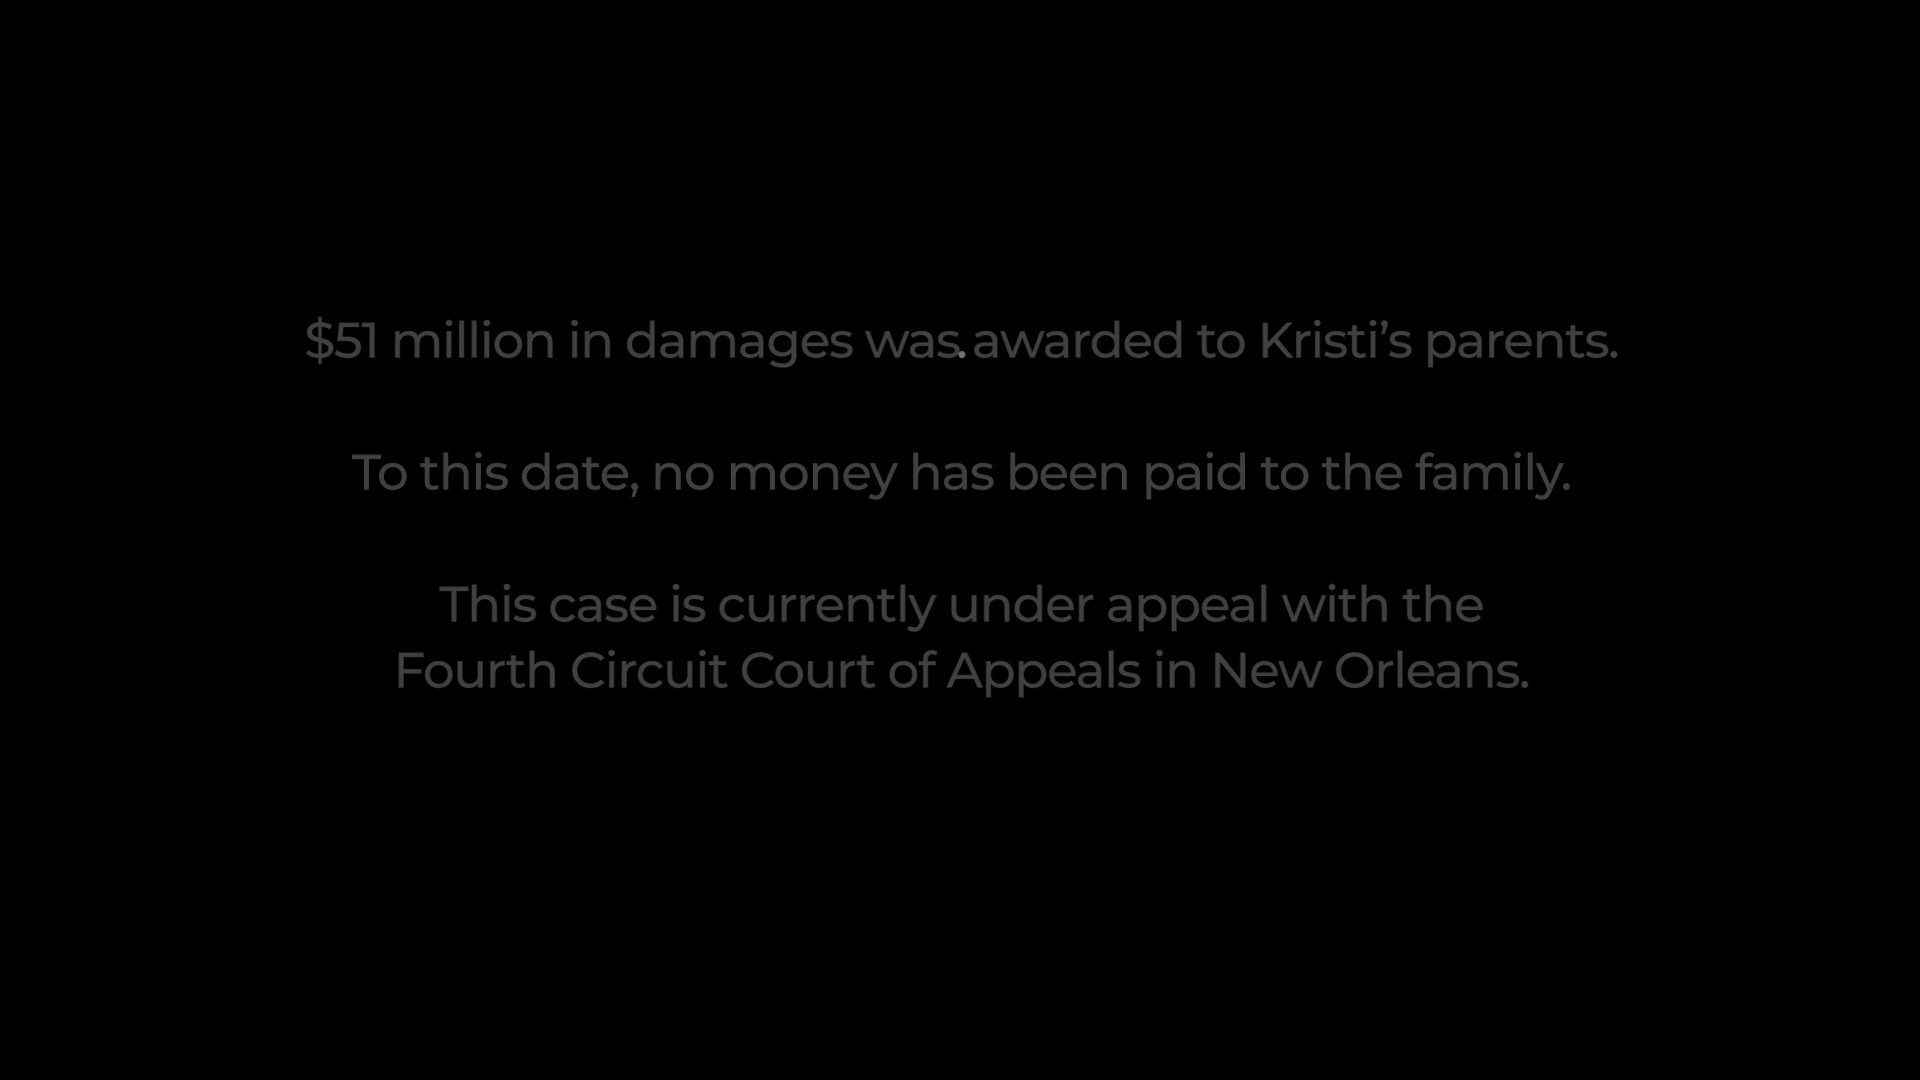 $51 million in damages was. awarded to Kristi’s parents.
To this date, no money has been paid to the family.
This case is currently under appeal with the
Fourth Circuit Court of Appeals in New Orleans.